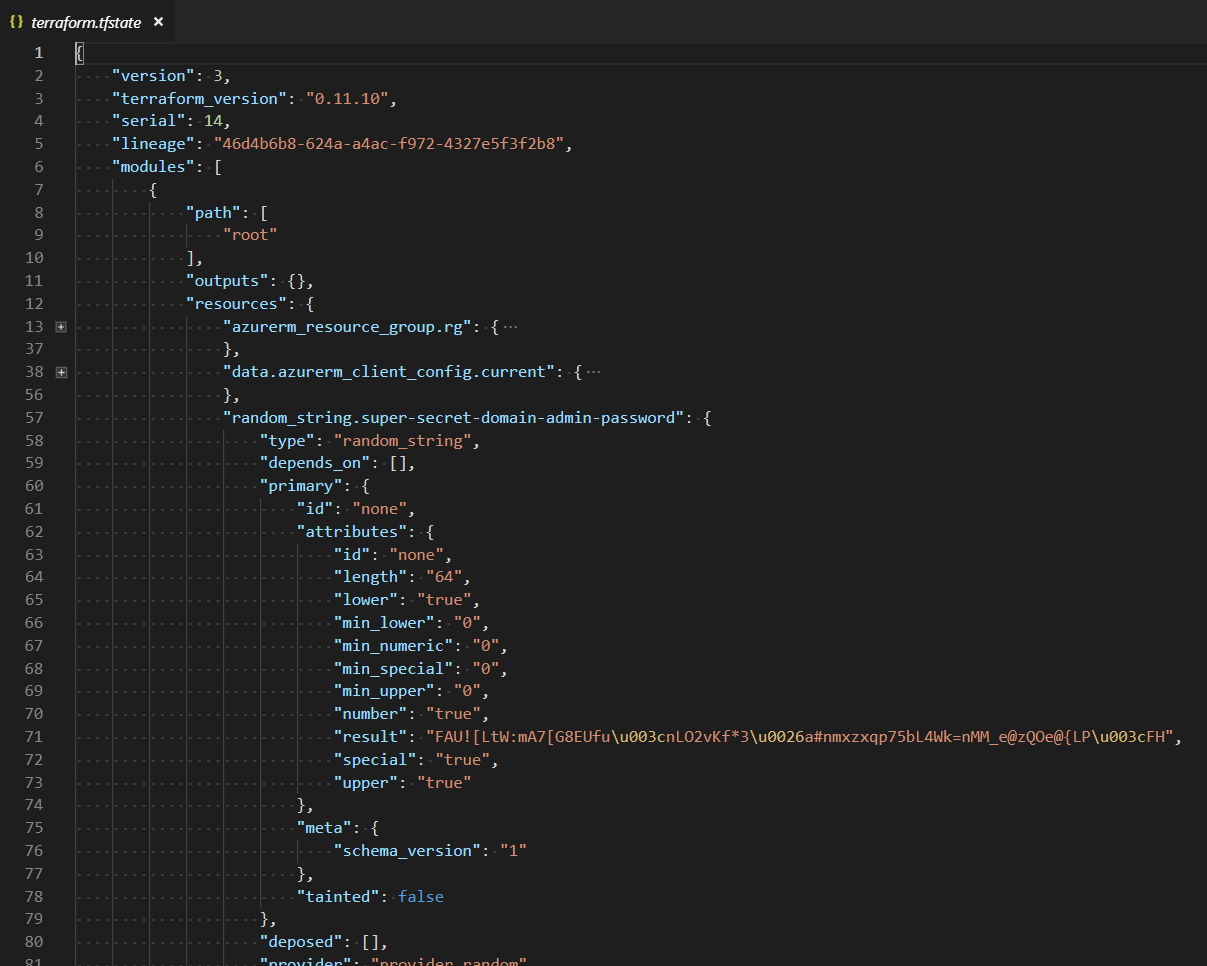 {} terraform.tfstate ×
1 {
2 "version": 3,
3 "terraform_version": "0.11.10",
4 "serial": 14,
5 "lineage": "46d4b6b8-624a-a4ac-f972-4327e5f3f2b8",
6 "modules": [
7 {
8 "path": [
9 "root"
10 ],
11 "outputs": {},
12 "resources": {
13 "azurerm_resource_group.rg": {···
37 },
38 "data.azurerm_client_config.current": {···
56 },
57 "random_string.super-secret-domain-admin-password": {
58 "type": "random_string",
59 "depends_on": [],
60 "primary": {
61 "id": "none",
62 "attributes": {
63 "id": "none",
64 "length": "64",
65 "lower": "true",
66 "min_lower": "0",
67 "min_numeric": "0",
68 "min_special": "0",
69 "min_upper": "0",
70 "number": "true",
71 "result": "FAU![LtW:mA7[G8EUfu\u003cnLO2vKf*3\u0026a#nmxzxqp75bL4Wk=nMM_e@zQOe@{LP\u003cFH",
72 "special": "true",
73 "upper": "true"
74 },
75 "meta": {
76 "schema_version": "1"
77 },
78 "tainted": false
79 },
80 "deposed": [],
81 "provider": "provider.random"